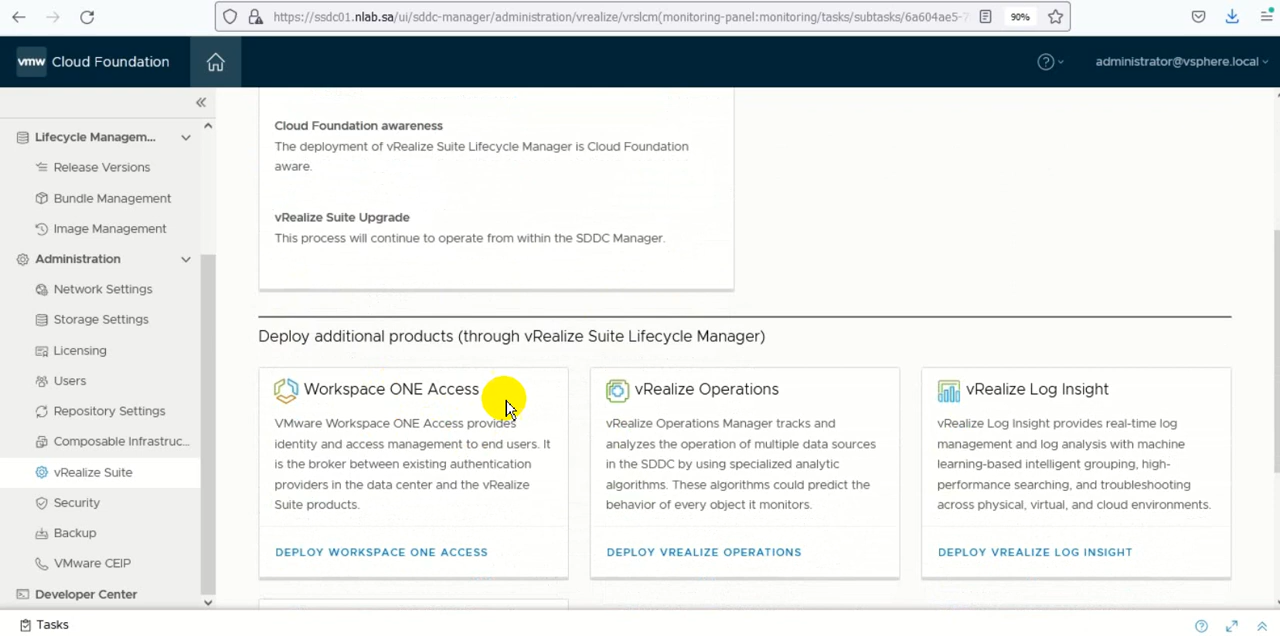 https://ssdc01.nlab.sa/ui/sddc-manager/administration/vrealize/vrslcm(monitoring-panel:monitoring/tasks/subtasks/6a604ae5-
90%
vmw Cloud Foundation
administrator@vsphere.local
Lifecycle Managem...
Release Versions
Bundle Management
Image Management
Administration
Network Settings
Storage Settings
Licensing
Users
Repository Settings
Composable Infrastruc...
vRealize Suite
Security
Backup
VMware CEIP
Developer Center
Cloud Foundation awareness
The deployment of vRealize Suite Lifecycle Manager is Cloud Foundation
aware.
vRealize Suite Upgrade
This process will continue to operate from within the SDDC Manager.
Deploy additional products (through vRealize Suite Lifecycle Manager)
Workspace ONE Access
VMware Workspace ONE Access provides
identity and access management to end users. It
is the broker between existing authentication
providers in the data center and the vRealize
Suite products.
DEPLOY WORKSPACE ONE ACCESS
vRealize Operations
vRealize Operations Manager tracks and
analyzes the operation of multiple data sources
in the SDDC by using specialized analytic
algorithms. These algorithms could predict the
behavior of every object it monitors.
DEPLOY VREALIZE OPERATIONS
vRealize Log Insight
vRealize Log Insight provides real-time log
management and log analysis with machine
learning-based intelligent grouping, high-
performance searching, and troubleshooting
across physical, virtual, and cloud environments.
DEPLOY VREALIZE LOG INSIGHT
Tasks